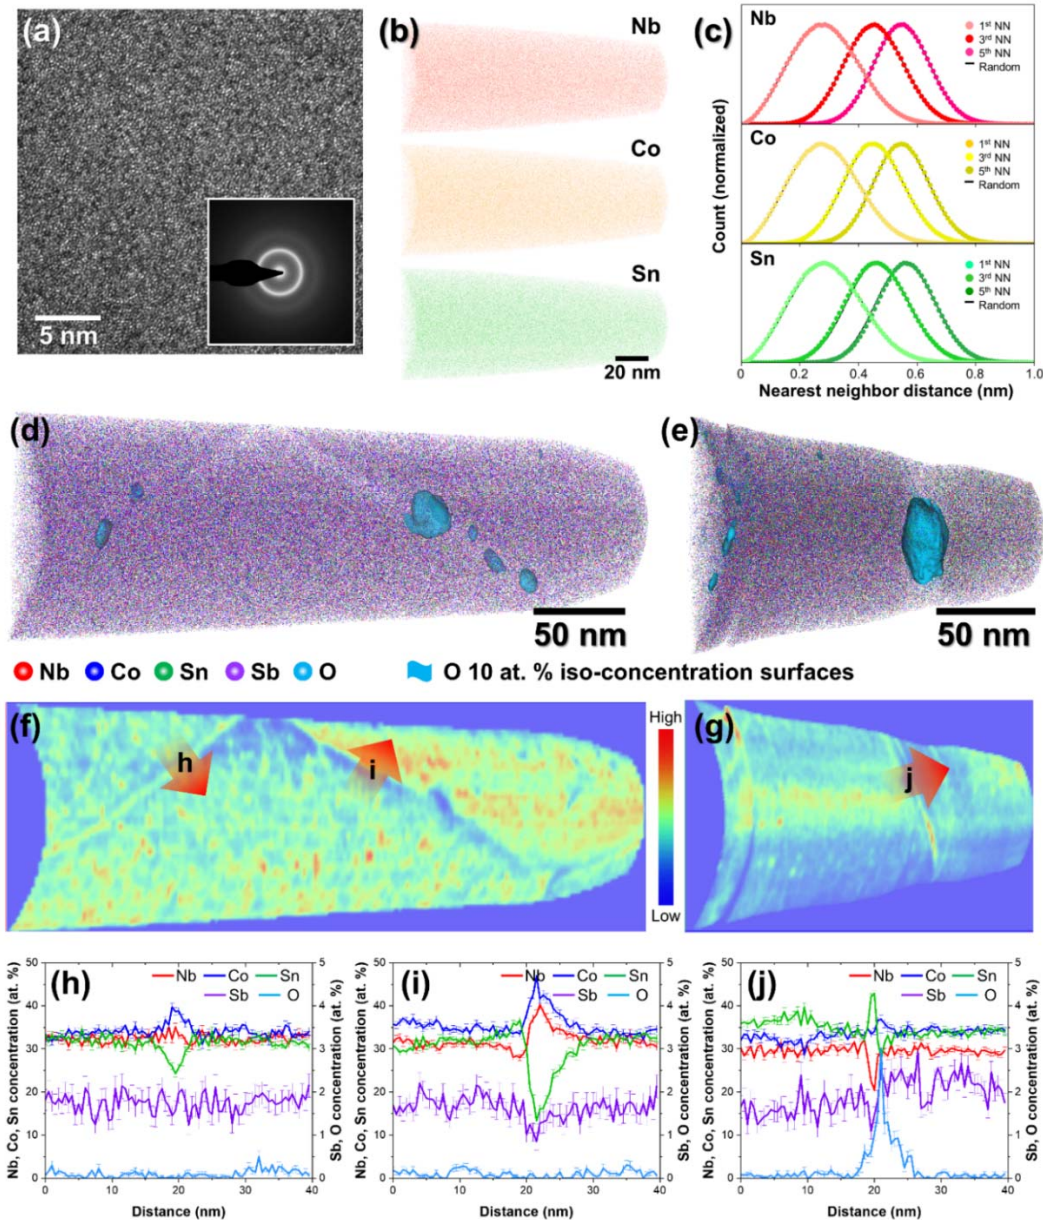 (a)
5 nm
(b)
Nb
Co
Sn
20 nm
(c)
Count (normalized)
Nb
1st NN
3rd NN
5th NN
Random
Co
1st NN
3rd NN
5th NN
Random
Sn
1st NN
3rd NN
5th NN
Random
0 0.2 0.4 0.6 0.8 1.0
Nearest neighbor distance (nm)
(d)
50 nm
(e)
50 nm
Nb Co Sn Sb O O 10 at. % iso-concentration surfaces
(f)
h
i
High
Low
(g)
j
(h)
Nb Co Sn
Sb O
Nb, Co, Sn concentration (at. %)
50
40
30
20
10
0
Sb, O concentration (at. %)
5
4
3
2
1
0
0 10 20 30 40
Distance (nm)
(i)
Nb Co Sn
Sb O
Nb, Co, Sn concentration (at. %)
50
40
30
20
10
0
Sb, O concentration (at. %)
5
4
3
2
1
0
0 10 20 30 40
Distance (nm)
(j)
Nb Co Sn
Sb O
Nb, Co, Sn concentration (at. %)
50
40
30
20
10
0
Sb, O concentration (at. %)
5
4
3
2
1
0
0 10 20 30 40
Distance (nm)